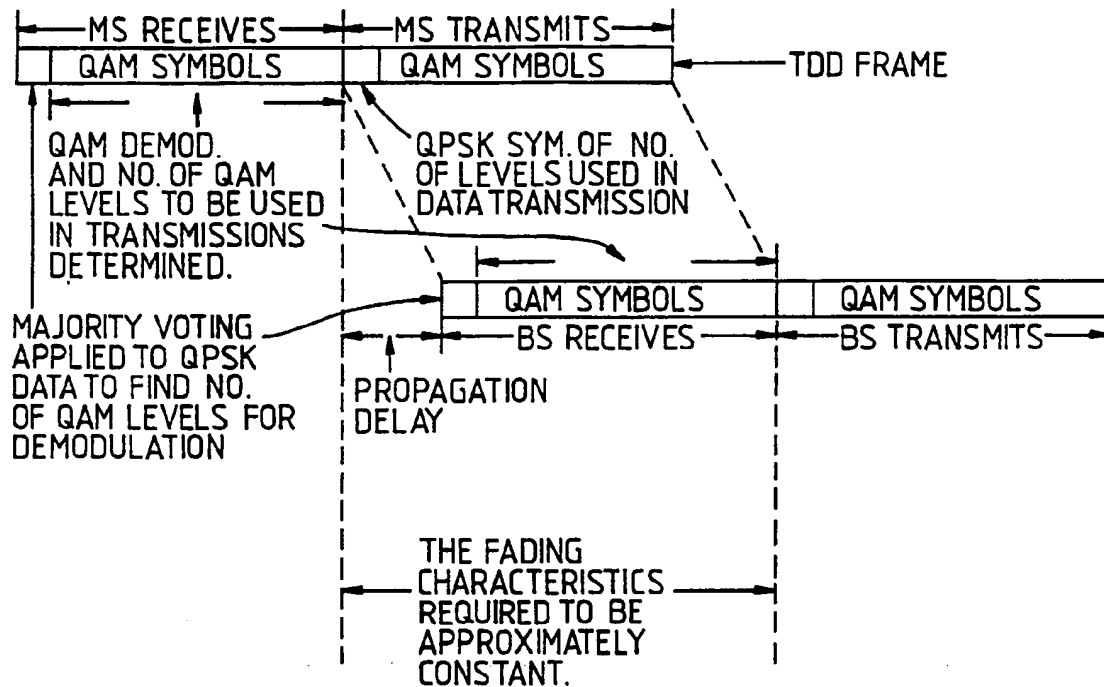 MS RECEIVES
MS TRANSMITS
QAM SYMBOLS
QAM SYMBOLS
TDD FRAME
QAM DEMOD.
AND NO. OF QAM
LEVELS TO BE USED
IN TRANSMISSIONS
DETERMINED.
QPSK SYM. OF NO.
OF LEVELS USED IN
DATA TRANSMISSION
QAM SYMBOLS
QAM SYMBOLS
BS RECEIVES
BS TRANSMITS
MAJORITY VOTING
APPLIED TO QPSK
DATA TO FIND NO.
OF QAM LEVELS FOR
DEMODULATION
PROPAGATION
DELAY
THE FADING
CHARACTERISTICS
REQUIRED TO BE
APPROXIMATELY
CONSTANT.